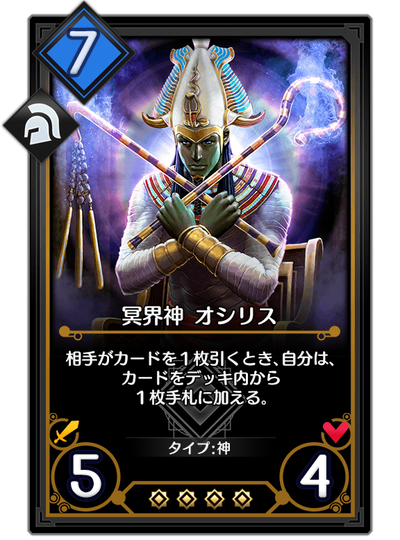 7
冥界神 オシリス
相手がカードを1枚引くとき、自分は、
カードをデッキ内から
1枚手札に加える。
タイプ:神
5
4